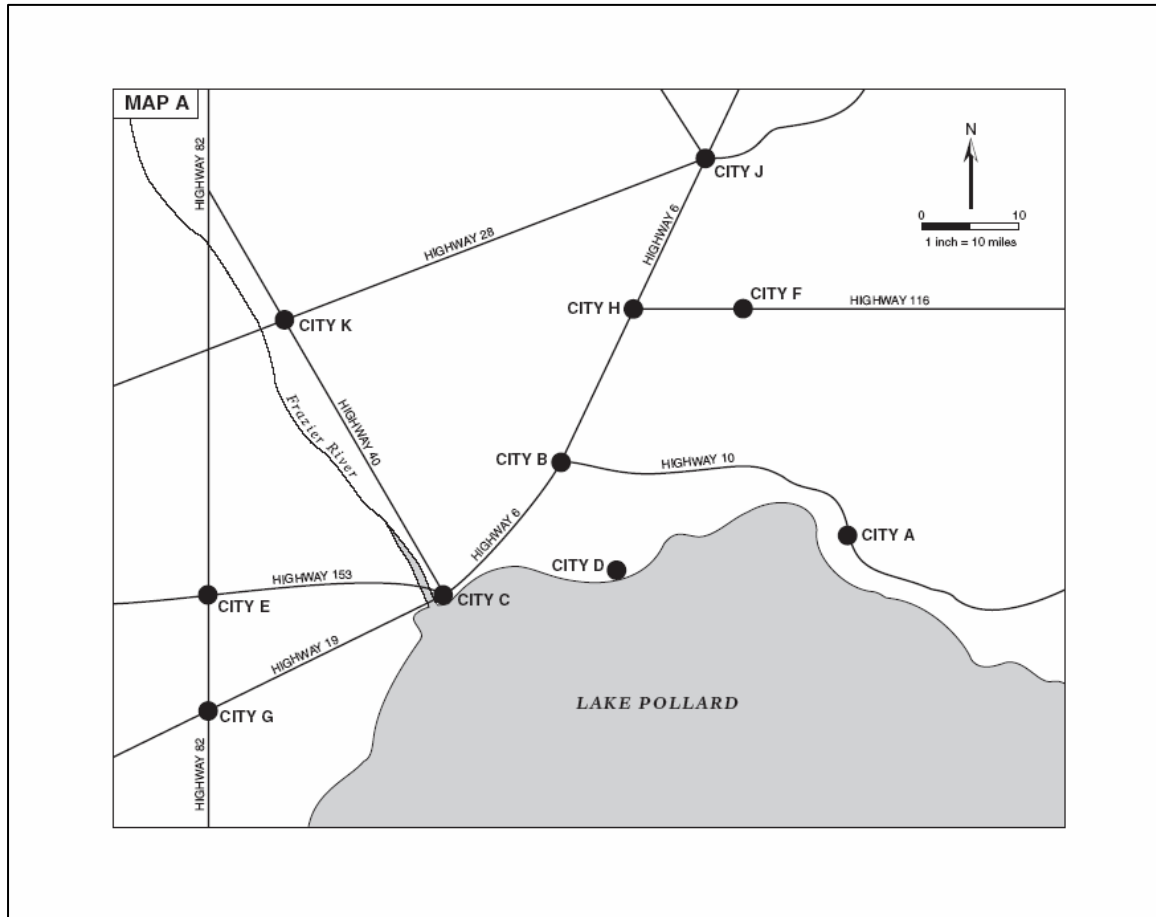 MAP A
HIGHWAY 82
N
CITY J
0 10
1 inch = 10 miles
HIGHWAY 6
HIGHWAY 28
CITY H
CITY F
HIGHWAY 116
CITY K
Frazier River
HIGHWAY 40
CITY B
HIGHWAY 10
HIGHWAY 6
CITY A
CITY D
HIGHWAY 153
CITY E
CITY C
HIGHWAY 19
LAKE POLLARD
CITY G
HIGHWAY 82